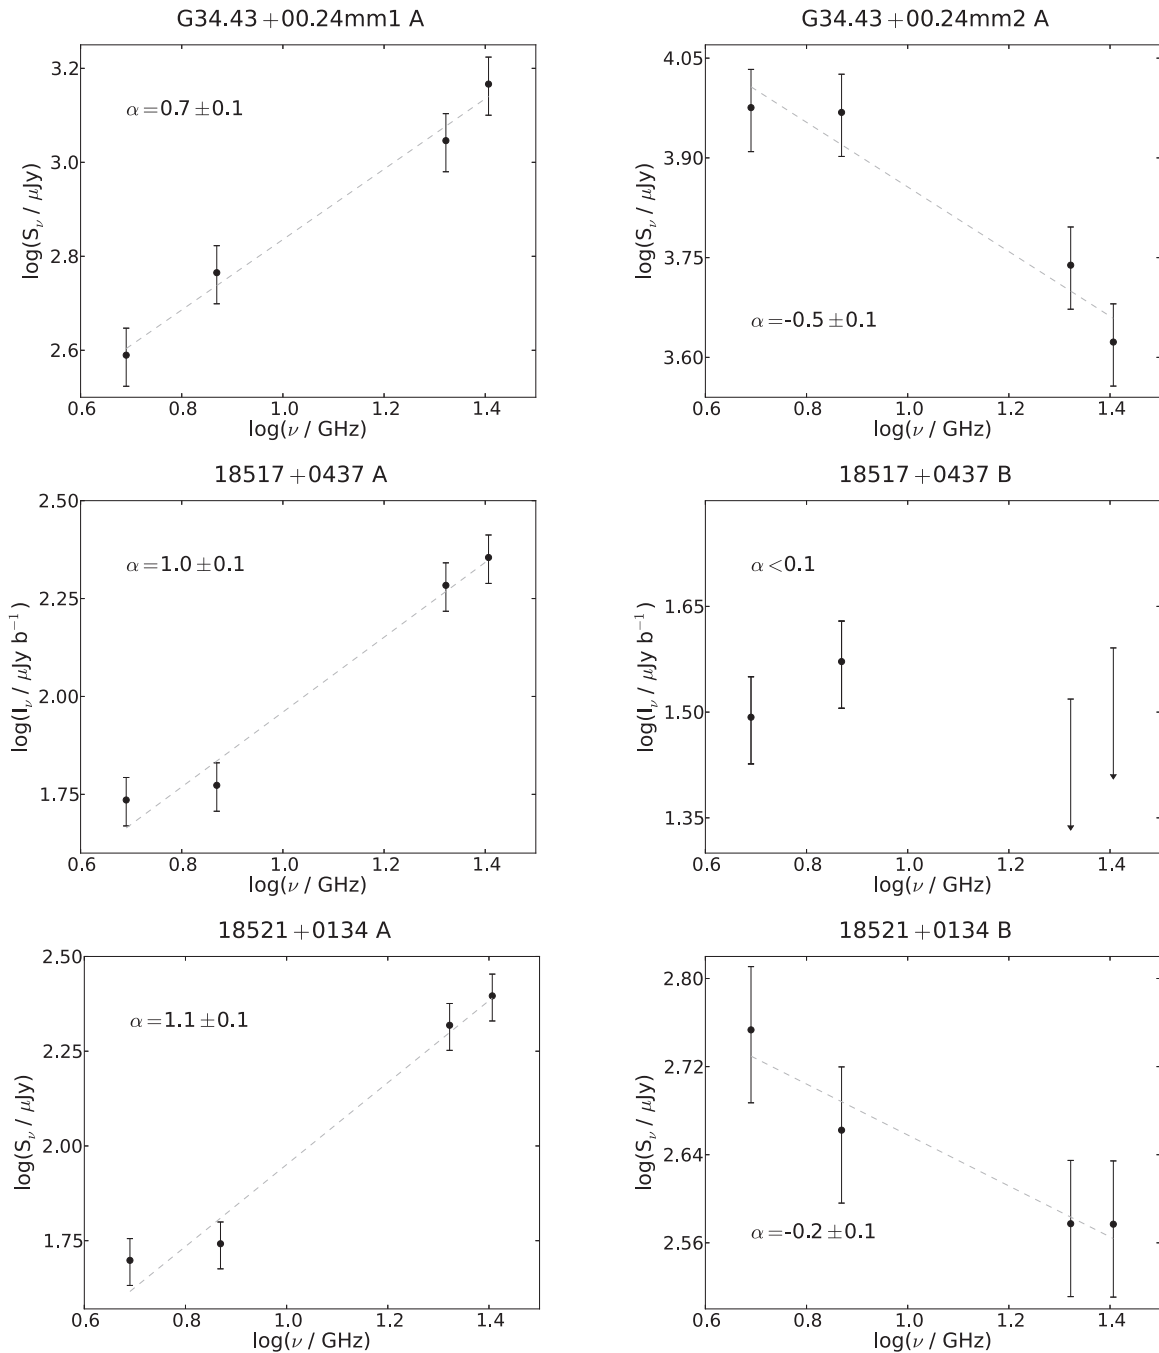 G34.43+00.24mm1 A
α=0.7±0.1
log(S_ν / μJy)
3.2
3.0
2.8
2.6
0.6 0.8 1.0 1.2 1.4
log(ν / GHz)
G34.43+00.24mm2 A
α=-0.5±0.1
log(S_ν / μJy)
4.05
3.90
3.75
3.60
0.6 0.8 1.0 1.2 1.4
log(ν / GHz)
18517+0437 A
α=1.0±0.1
log(I_ν / μJy b⁻¹)
2.50
2.25
2.00
1.75
0.6 0.8 1.0 1.2 1.4
log(ν / GHz)
18517+0437 B
α<0.1
log(I_ν / μJy b⁻¹)
1.65
1.50
1.35
0.6 0.8 1.0 1.2 1.4
log(ν / GHz)
18521+0134 A
α=1.1±0.1
log(S_ν / μJy)
2.50
2.25
2.00
1.75
0.6 0.8 1.0 1.2 1.4
log(ν / GHz)
18521+0134 B
α=-0.2±0.1
log(S_ν / μJy)
2.80
2.72
2.64
2.56
0.6 0.8 1.0 1.2 1.4
log(ν / GHz)